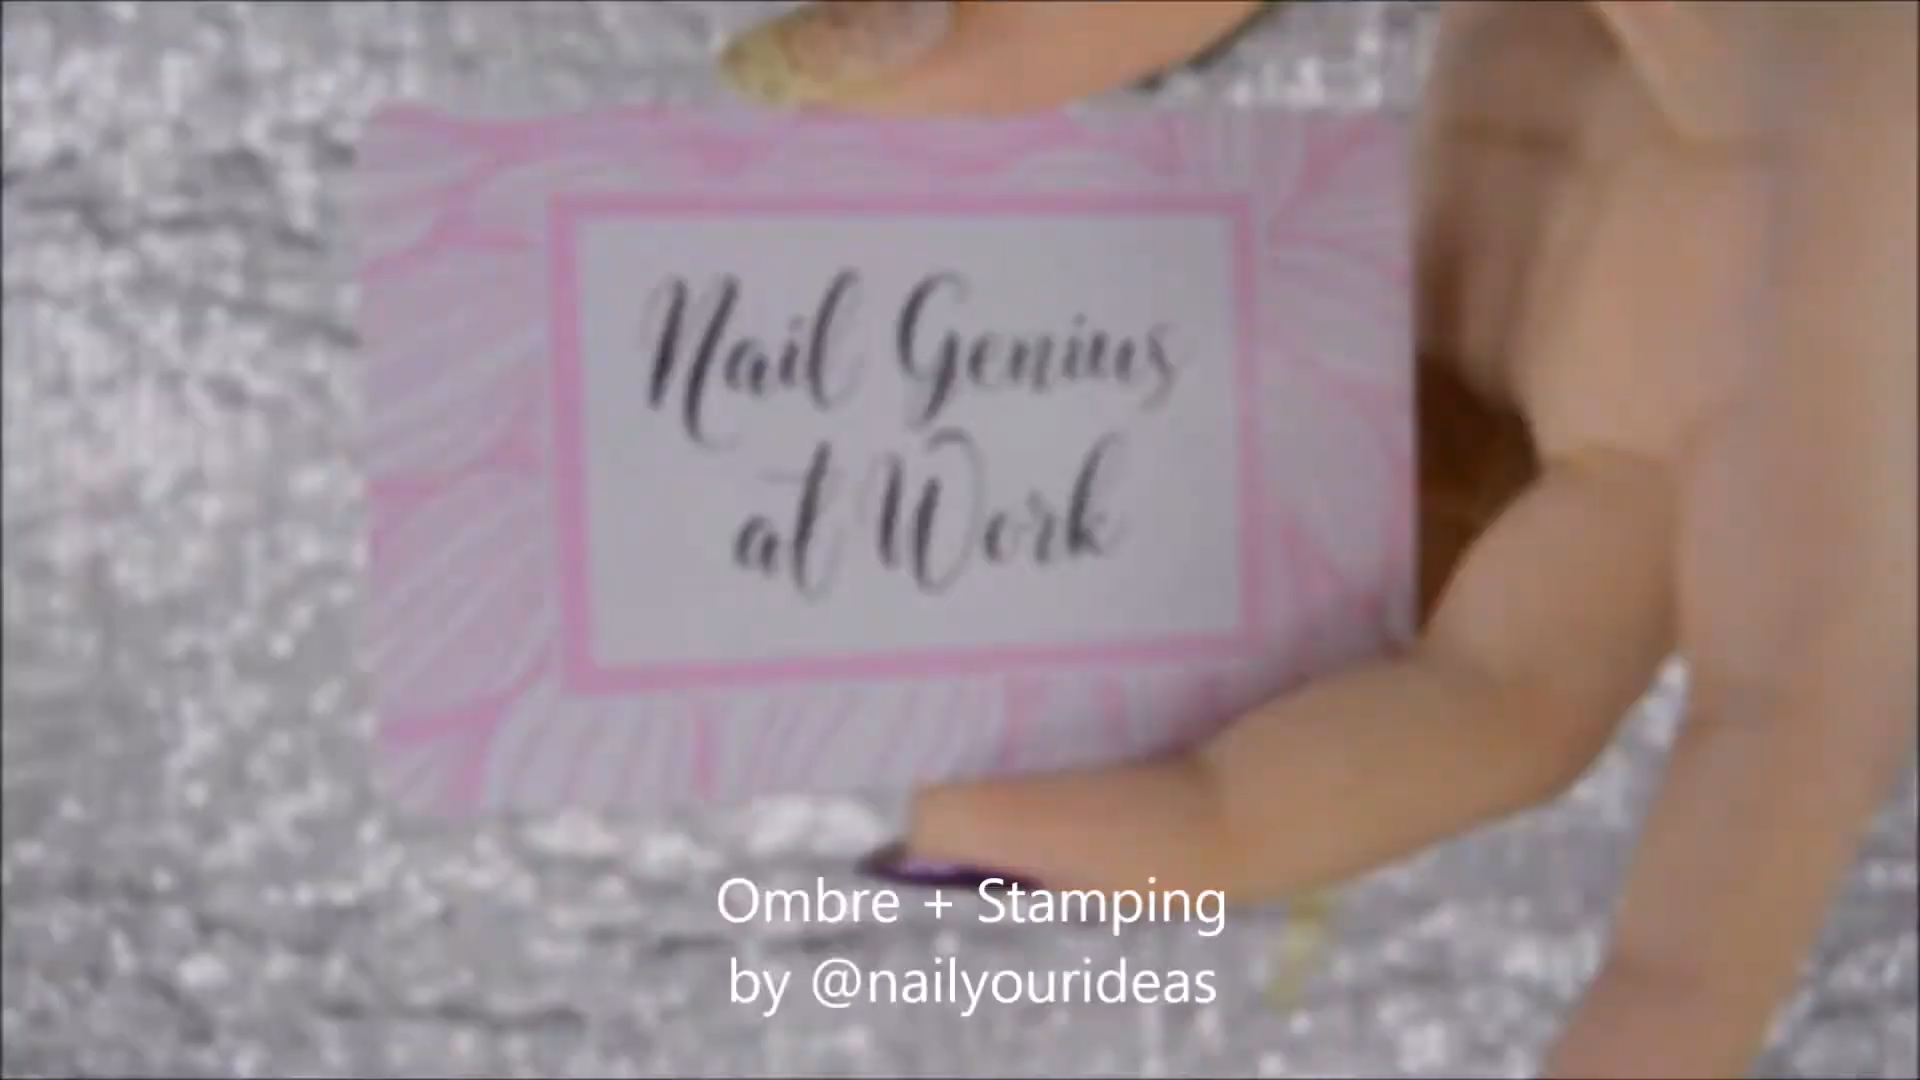 Nail Genius
at Work
Ombre + Stamping
by @nailyourideas